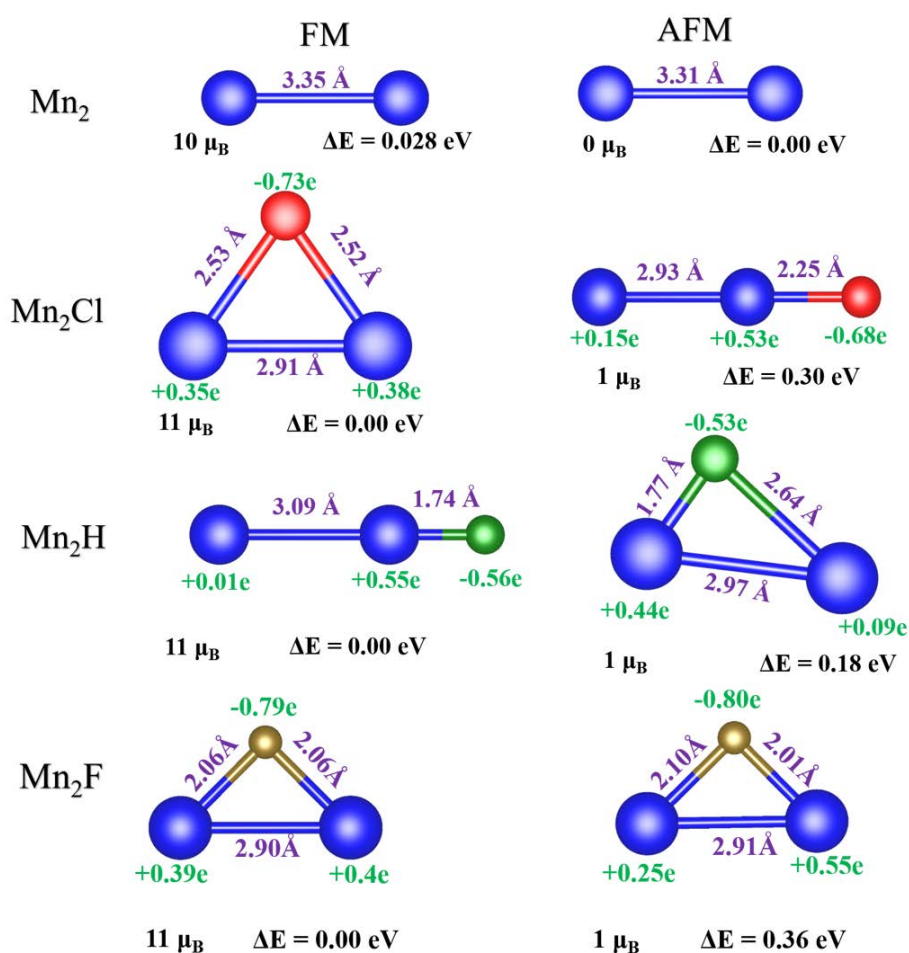 FM
AFM
Mn₂
3.35 Å
10 μB
ΔE = 0.028 eV
3.31 Å
0 μB
ΔE = 0.00 eV
Mn₂Cl
-0.73e
2.53 Å
2.52 Å
2.91 Å
+0.35e
+0.38e
11 μB
ΔE = 0.00 eV
2.93 Å
2.25 Å
+0.15e
+0.53e
-0.68e
1 μB
ΔE = 0.30 eV
Mn₂H
3.09 Å
1.74 Å
+0.01e
+0.55e
-0.56e
11 μB
ΔE = 0.00 eV
-0.53e
1.77 Å
2.64 Å
2.97 Å
+0.44e
+0.09e
1 μB
ΔE = 0.18 eV
Mn₂F
-0.79e
2.06Å
2.06Å
2.90Å
+0.39e
+0.4e
11 μB
ΔE = 0.00 eV
-0.80e
2.10Å
2.01Å
2.91Å
+0.25e
+0.55e
1 μB
ΔE = 0.36 eV